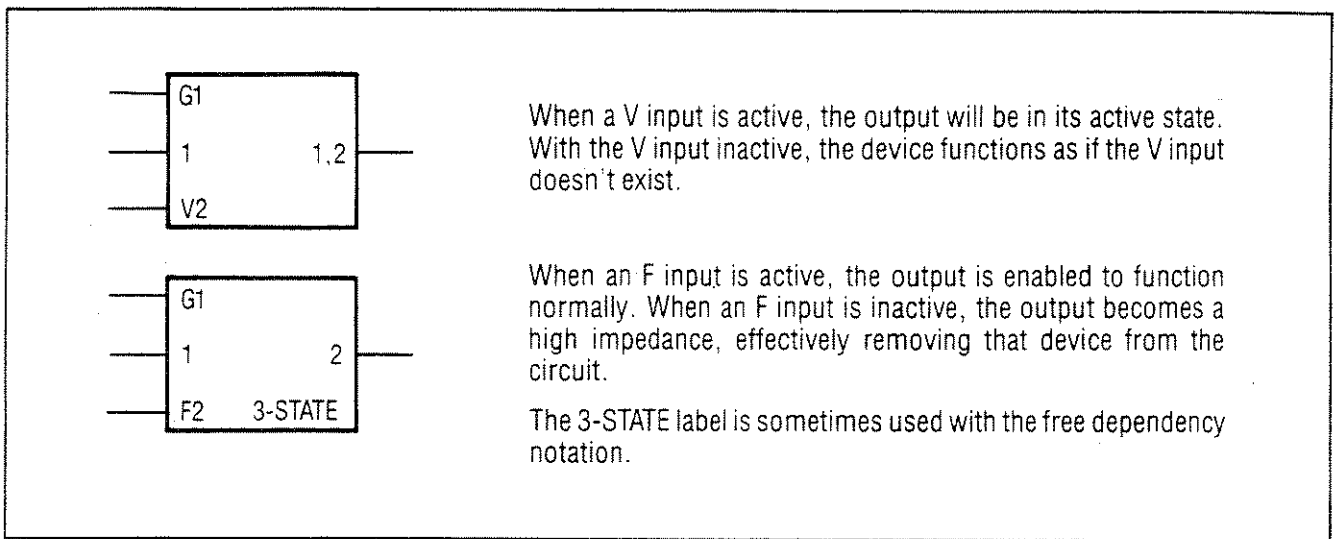 G1
1 1,2
V2
When a V input is active, the output will be in its active state.
With the V input inactive, the device functions as if the V input
doesn't exist.
G1
1 2
F2 3-STATE
When an F input is active, the output is enabled to function
normally. When an F input is inactive, the output becomes a
high impedance, effectively removing that device from the
circuit.
The 3-STATE label is sometimes used with the free dependency
notation.